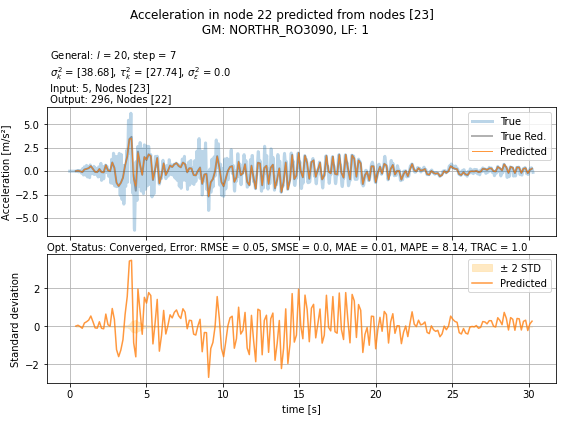 Acceleration in node 22 predicted from nodes [23]
GM: NORTHR_RO3090, LF: 1
General: l = 20, step = 7
σ²ₖ = [38.68], τ²ₖ = [27.74], σ²ε = 0.0
Input: 5, Nodes [23]
Output: 296, Nodes [22]
Acceleration [m/s²]
5.0
2.5
0.0
−2.5
−5.0
True
True Red.
Predicted
Opt. Status: Converged, Error: RMSE = 0.05, SMSE = 0.0, MAE = 0.01, MAPE = 8.14, TRAC = 1.0
Standard deviation
2
0
−2
± 2 STD
Predicted
0 5 10 15 20 25 30
time [s]